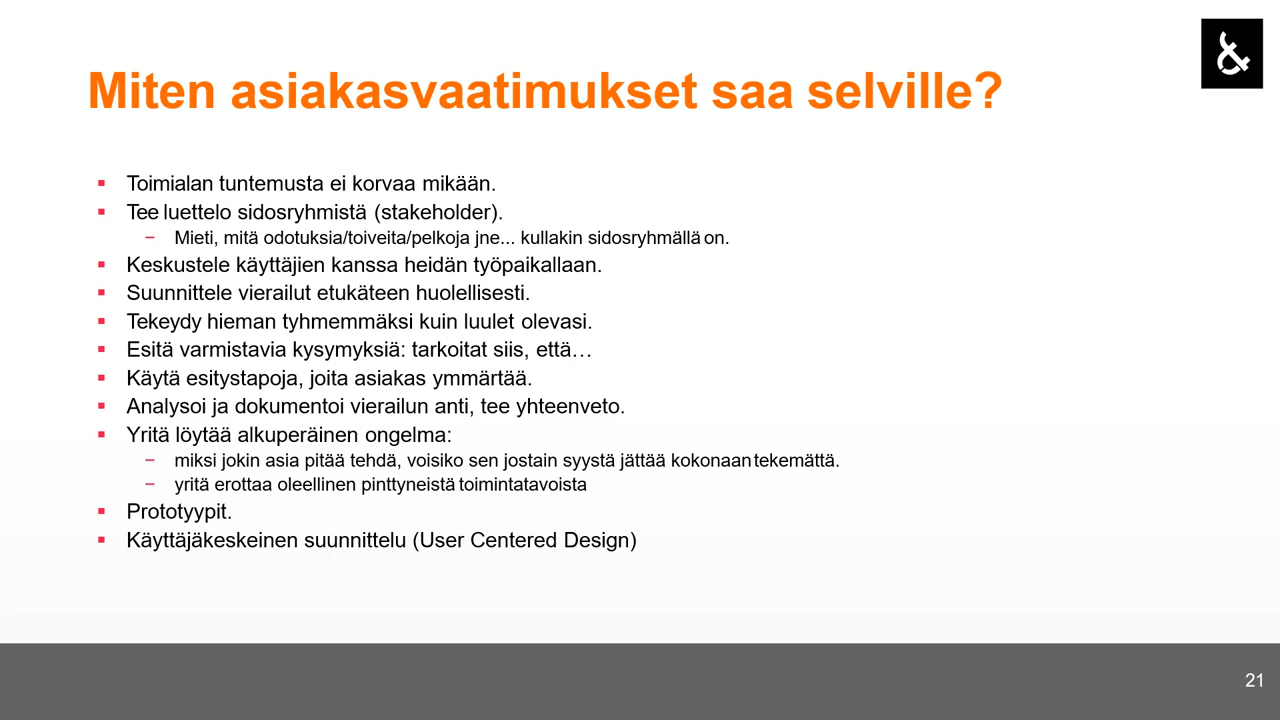 &
Miten asiakasvaatimukset saa selville?
▪ Toimialan tuntemusta ei korvaa mikään.
▪ Tee luettelo sidosryhmistä (stakeholder).
− Mieti, mitä odotuksia/toiveita/pelkoja jne... kullakin sidosryhmällä on.
▪ Keskustele käyttäjien kanssa heidän työpaikallaan.
▪ Suunnittele vierailut etukäteen huolellisesti.
▪ Tekeydy hieman tyhmemmäksi kuin luulet olevasi.
▪ Esitä varmistavia kysymyksiä: tarkoitat siis, että…
▪ Käytä esitystapoja, joita asiakas ymmärtää.
▪ Analysoi ja dokumentoi vierailun anti, tee yhteenveto.
▪ Yritä löytää alkuperäinen ongelma:
− miksi jokin asia pitää tehdä, voisiko sen jostain syystä jättää kokonaan tekemättä.
− yritä erottaa oleellinen pinttyneistä toimintatavoista
▪ Prototyypit.
▪ Käyttäjäkeskeinen suunnittelu (User Centered Design)
21